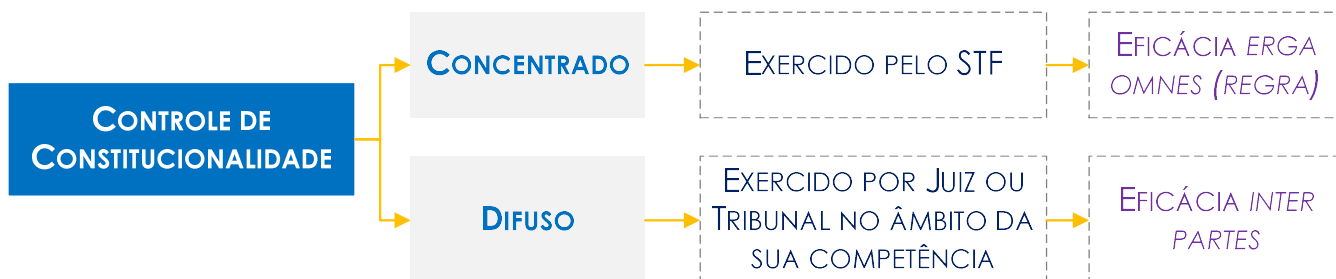 CONTROLE DE
CONSTITUCIONALIDADE
CONCENTRADO
EXERCIDO PELO STF
EFICÁCIA ERGA
OMNES (REGRA)
DIFUSO
EXERCIDO POR JUIZ OU
TRIBUNAL NO ÂMBITO DA
SUA COMPETÊNCIA
EFICÁCIA INTER
PARTES